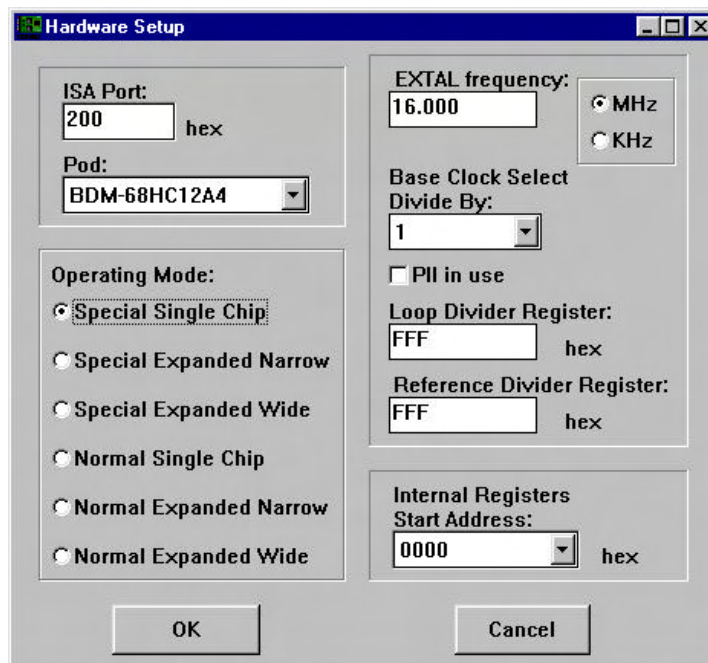 Hardware Setup
ISA Port:
200
hex
Pod:
BDM-68HC12A4
Operating Mode:
Special Single Chip
Special Expanded Narrow
Special Expanded Wide
Normal Single Chip
Normal Expanded Narrow
Normal Expanded Wide
EXTAL frequency:
16.000
MHz
KHz
Base Clock Select
Divide By:
1
Pll in use
Loop Divider Register:
FFF
hex
Reference Divider Register:
FFF
hex
Internal Registers
Start Address:
0000
hex
OK
Cancel